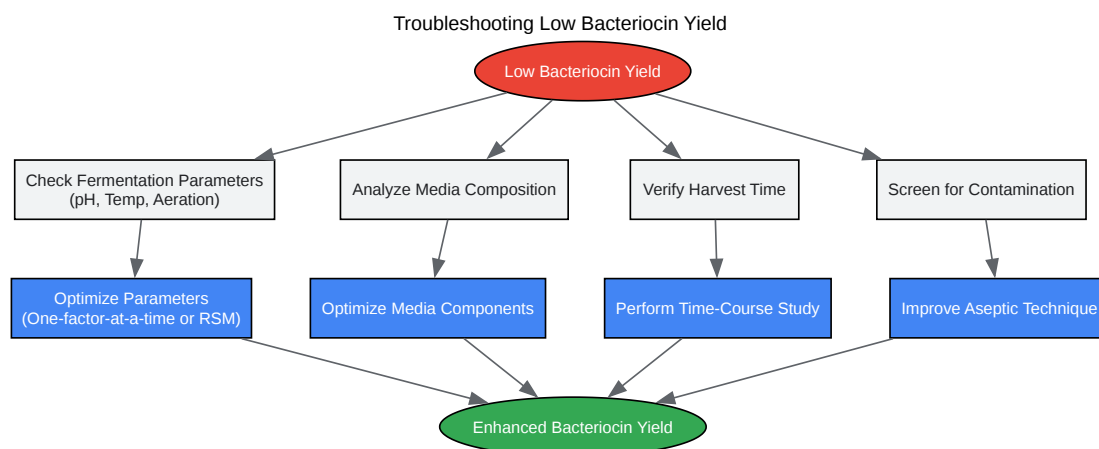 Troubleshooting Low Bacteriocin Yield
Low Bacteriocin Yield
Check Fermentation Parameters
(pH, Temp, Aeration)
Analyze Media Composition
Verify Harvest Time
Screen for Contamination
Optimize Parameters
(One-factor-at-a-time or RSM)
Optimize Media Components
Perform Time-Course Study
Improve Aseptic Technique
Enhanced Bacteriocin Yield